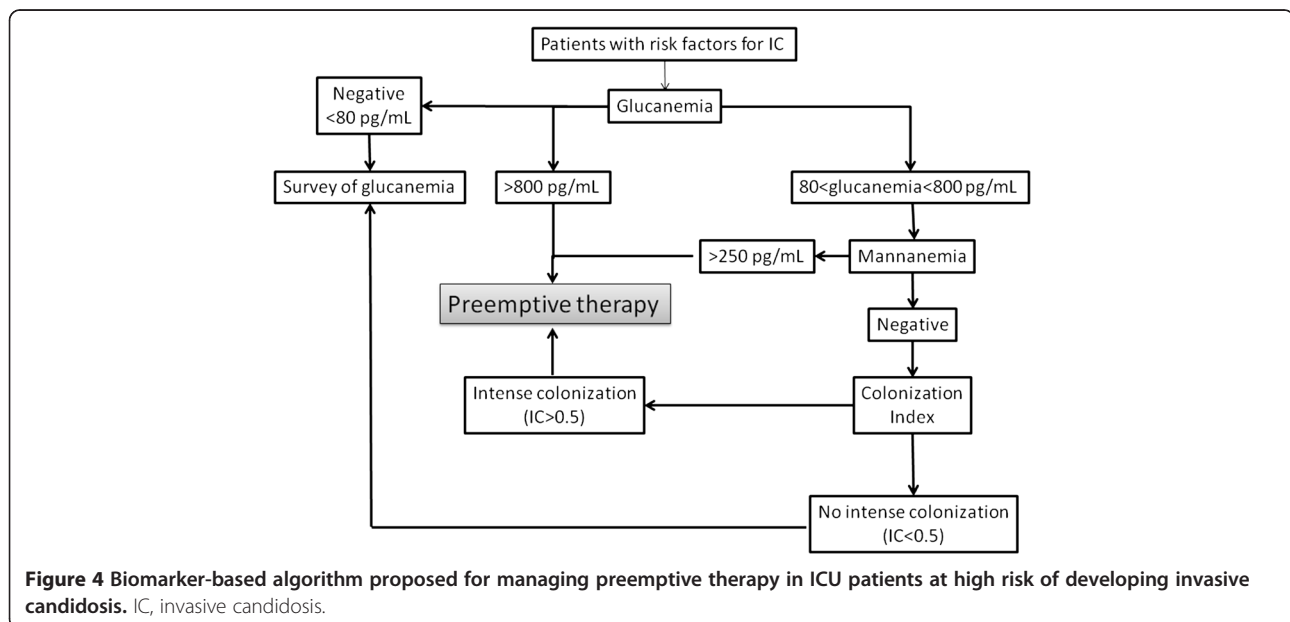 Patients with risk factors for IC
Negative
<80 pg/mL
Glucanemia
Survey of glucanemia
>800 pg/mL
80<glucanemia<800 pg/mL
>250 pg/mL
Mannanemia
Preemptive therapy
Negative
Intense colonization
(IC>0.5)
Colonization
Index
No intense colonization
(IC<0.5)
Figure 4 Biomarker-based algorithm proposed for managing preemptive therapy in ICU patients at high risk of developing invasive
candidosis. IC, invasive candidosis.